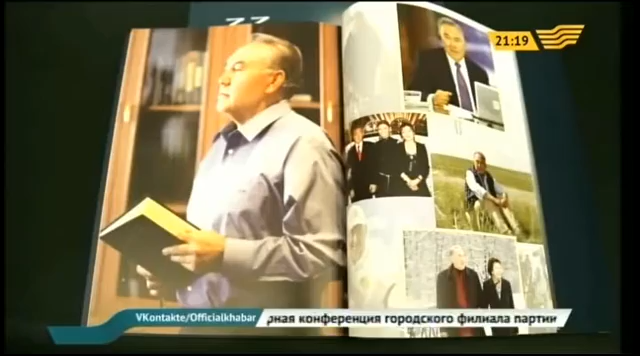 21:19
VKontakte/Officialkhabar
рная конференция городского филиала партии